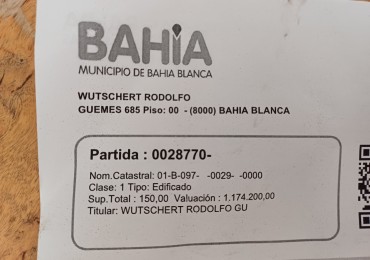 BAHÍA
MUNICIPIO DE BAHIA BLANCA
WUTSCHERT RODOLFO
GUEMES 685 Piso: 00 - (8000) BAHIA BLANCA
Partida : 0028770-
Nom.Catastral: 01-B-097- -0029- -0000
Clase: 1 Tipo: Edificado
Sup.Total : 150,00 Valuación : 1.174.200,00
Titular: WUTSCHERT RODOLFO GU